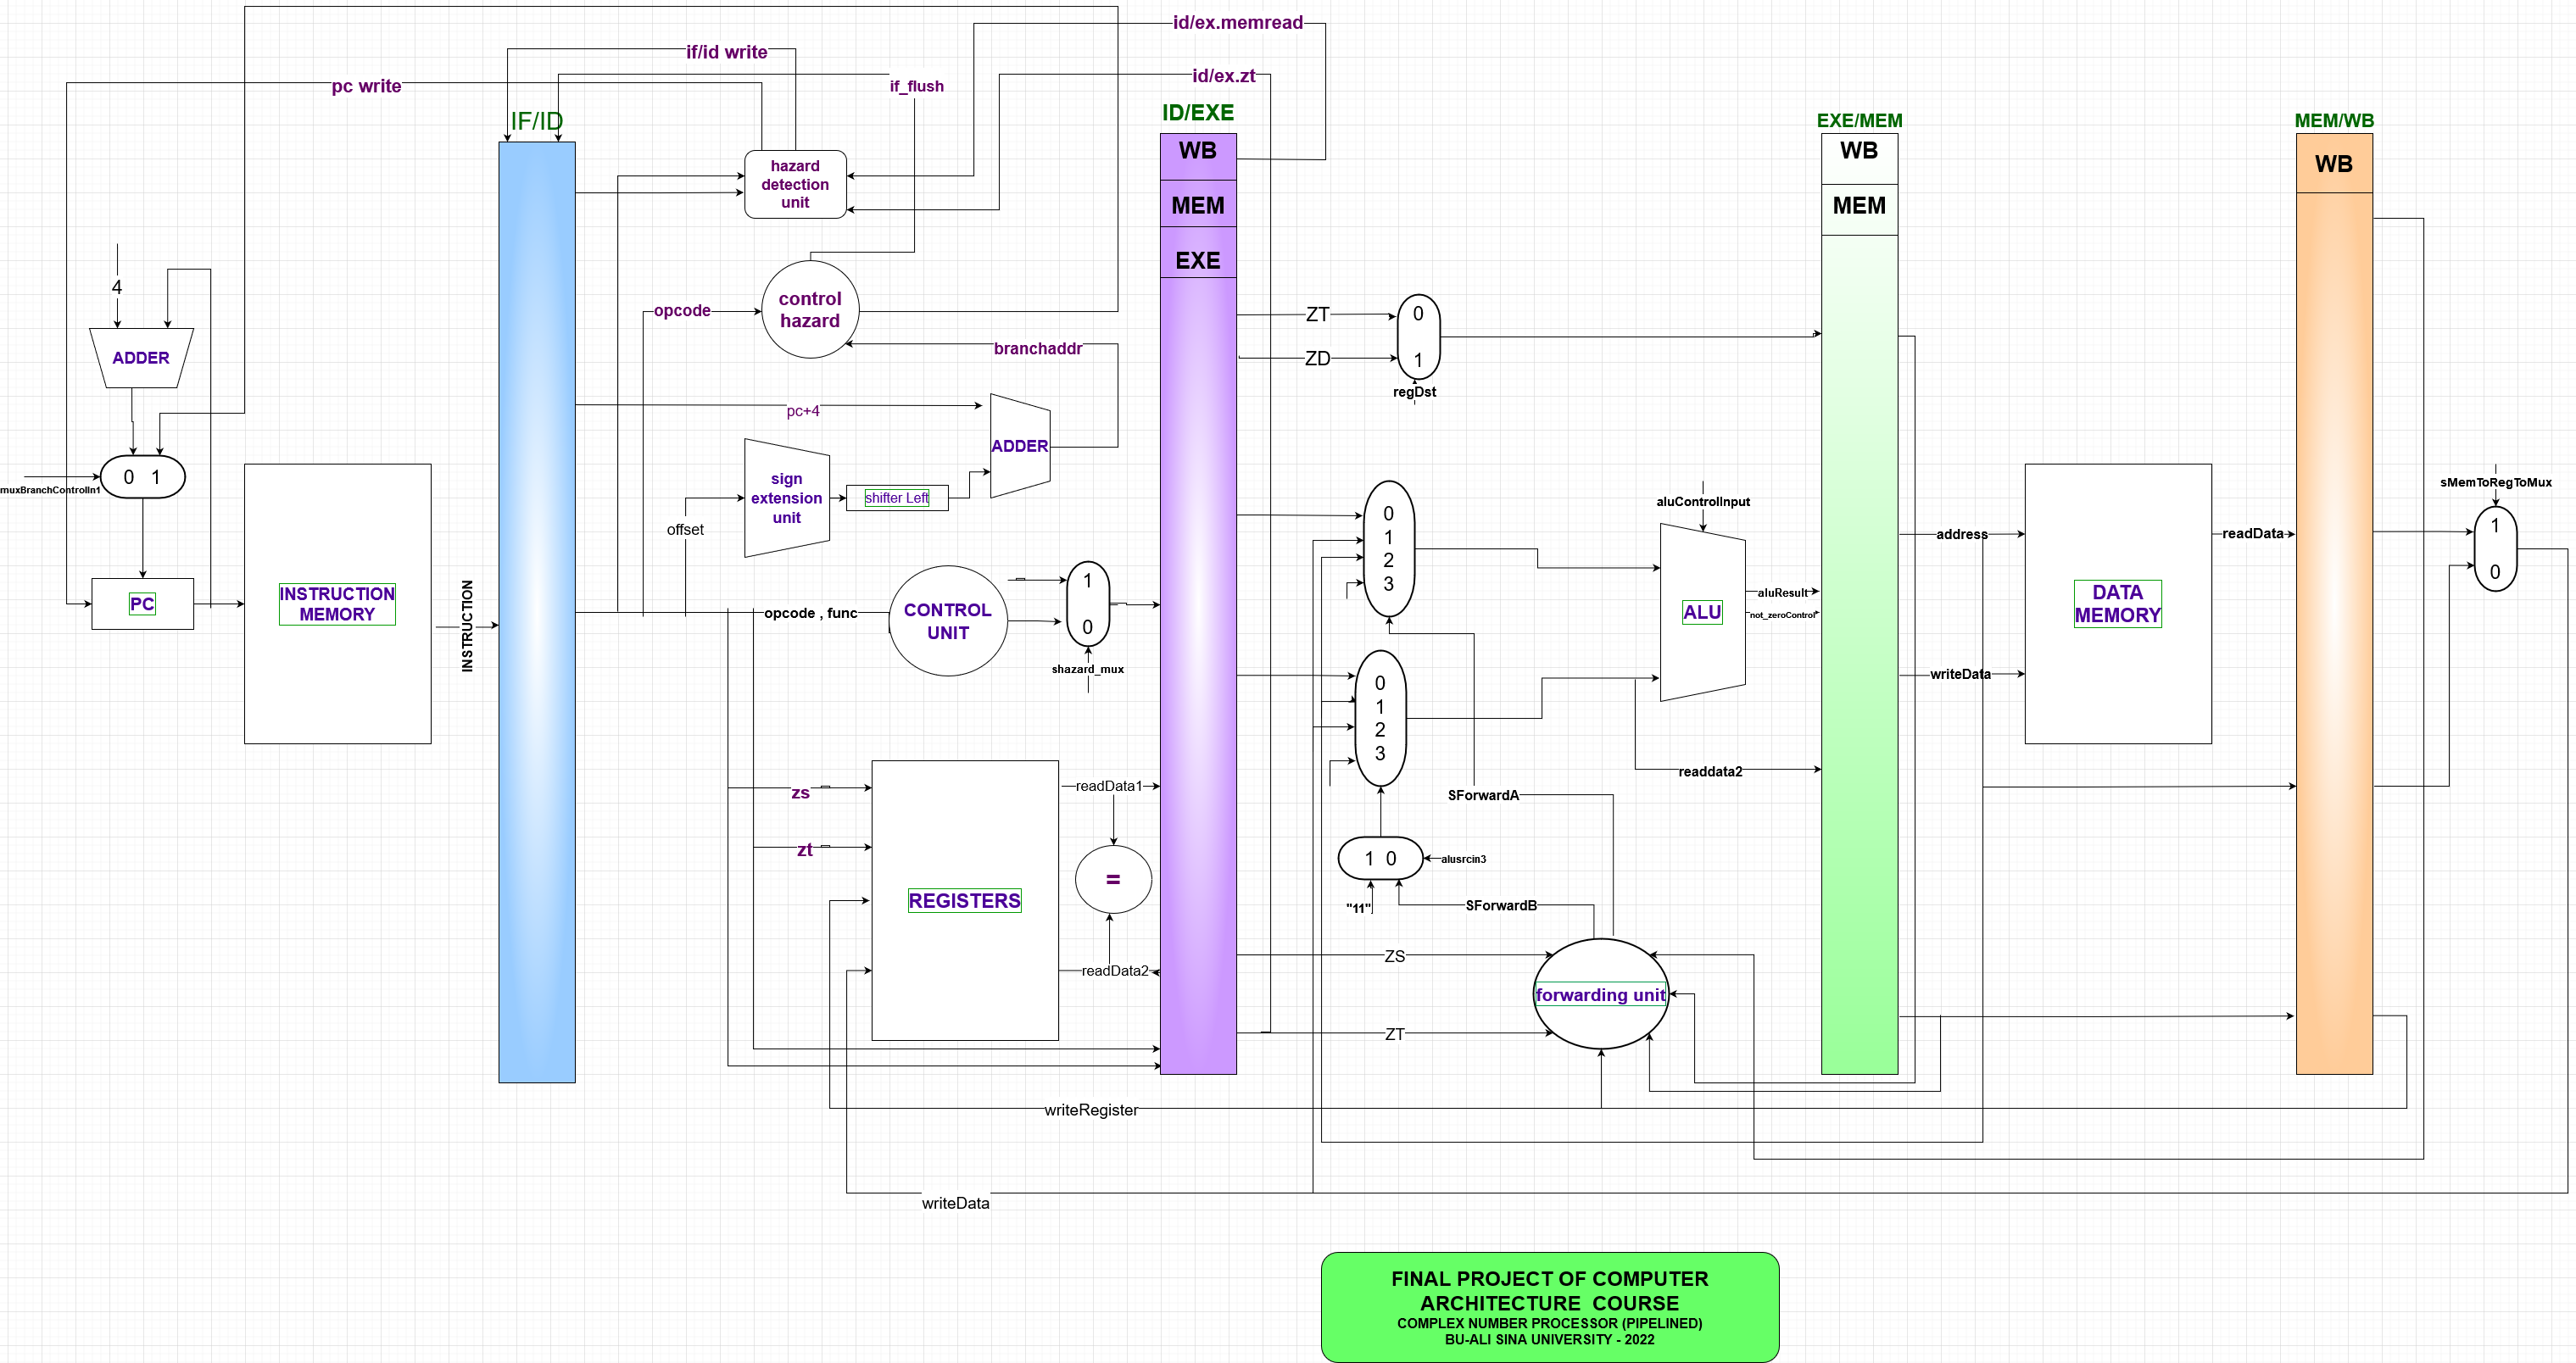 id/ex.memread
if/id write
id/ex.zt
pc write
if_flush
ID/EXE
IF/ID
EXE/MEM
MEM/WB
WB
WB
WB
hazard
detection
unit
MEM
MEM
EXE
4
control
hazard
opcode
ZT
0
ZD
1
regDst
branchaddr
ADDER
pc+4
ADDER
0 1
muxBranchControlIn1
sign
extension
unit
shifter Left
offset
0
1
2
3
aluControlInput
sMemToRegToMux
1
0
address
readData
INSTRUCTION
MEMORY
PC
INSTRUCTION
opcode , func
CONTROL
UNIT
1
0
shazard_mux
ALU
aluResult
not_zeroControl
DATA
MEMORY
writeData
0
1
2
3
readdata2
zs
readData1
SForwardA
zt
=
1 0
alusrcin3
"11"
SForwardB
REGISTERS
readData2
ZS
forwarding unit
ZT
writeRegister
writeData
FINAL PROJECT OF COMPUTER
ARCHITECTURE COURSE
COMPLEX NUMBER PROCESSOR (PIPELINED)
BU-ALI SINA UNIVERSITY - 2022